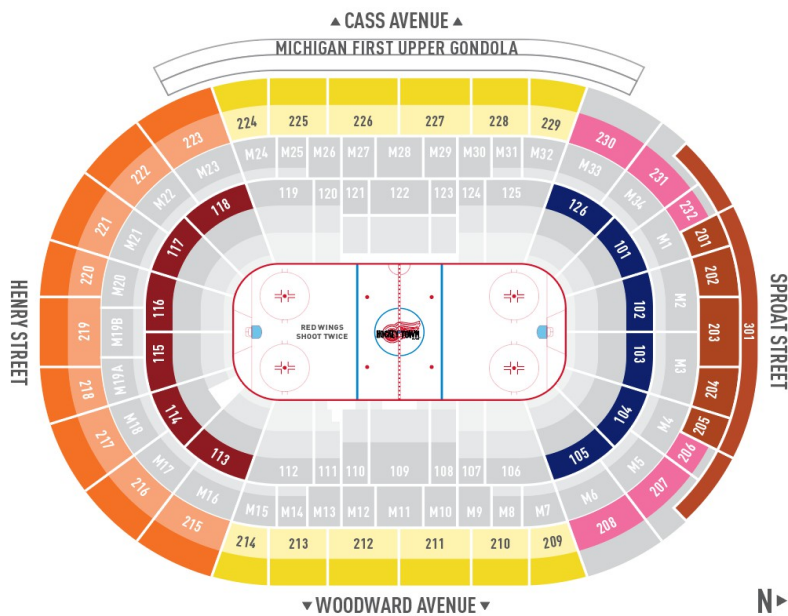 ▲ CASS AVENUE ▲
MICHIGAN FIRST UPPER GONDOLA
224 225 226 227 228 229
223 230
222 231
221 232
220 201
219 202
218 203
217 204
216 205
215 206
207
208
301
M24 M25 M26 M27 M28 M29 M30 M31 M32
M23 M33
M22 M34
M21 M1
M20 M2
M19B M3
M19A M4
M18 M5
M17 M6
M16
119 120 121 122 123 124 125
118 126
117 101
116 102
115 103
114 104
113 105
HENRY STREET
SPROAT STREET
RED WINGS
SHOOT TWICE
HOCKEYTOWN
112 111 110 109 108 107 106
M15 M14 M13 M12 M11 M10 M9 M8 M7
214 213 212 211 210 209
▼ WOODWARD AVENUE ▼
N ►